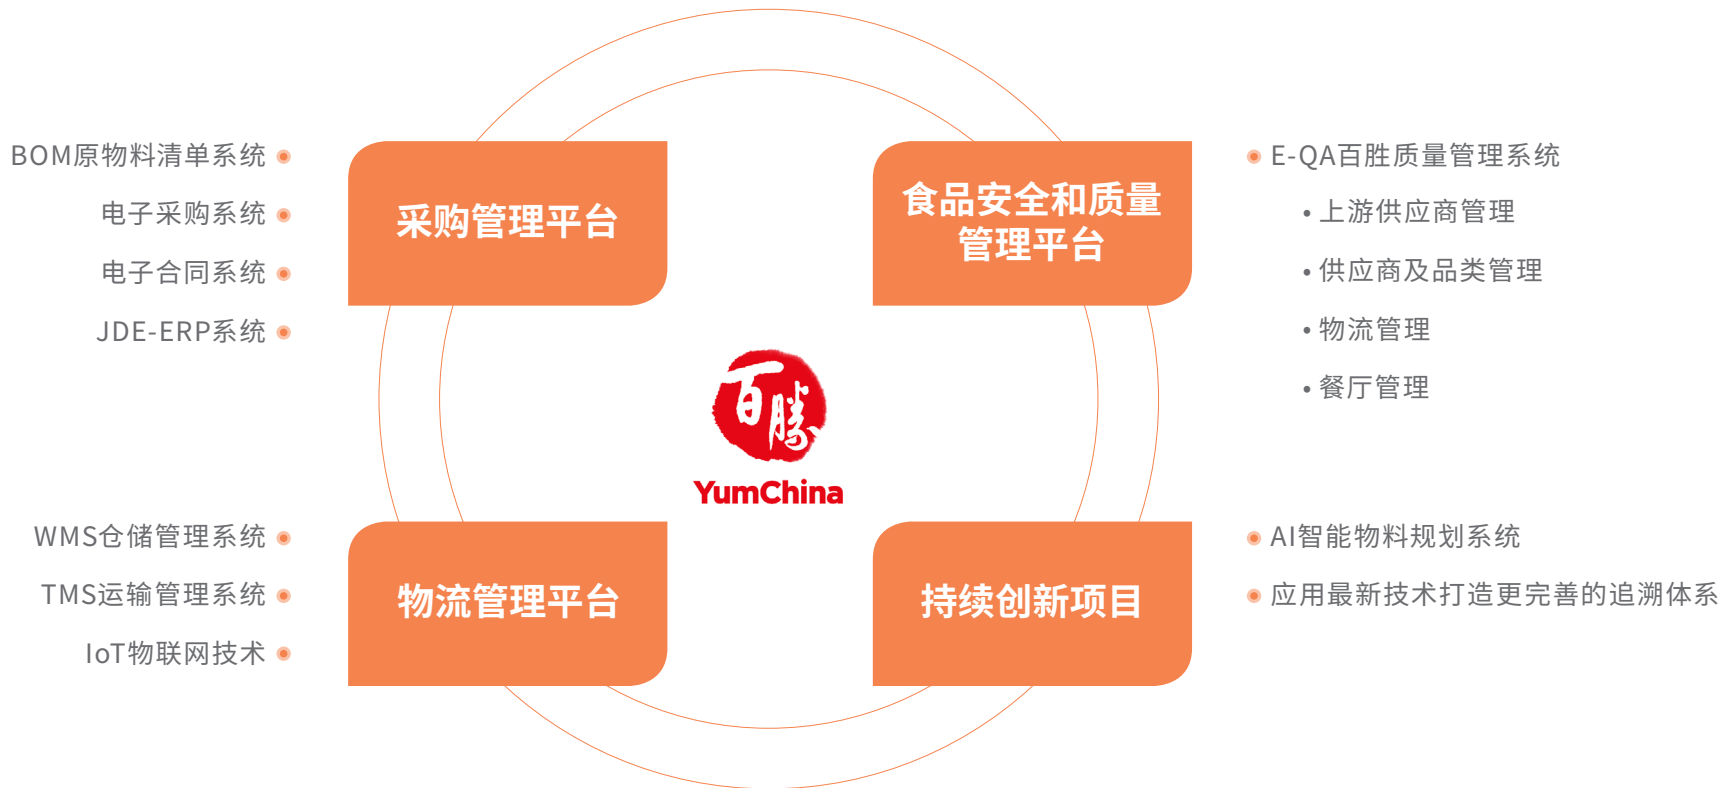 BOM原物料清单系统
电子采购系统
电子合同系统
JDE-ERP系统
采购管理平台
食品安全和质量
管理平台
E-QA百胜质量管理系统
• 上游供应商管理
• 供应商及品类管理
• 物流管理
• 餐厅管理
百勝
YumChina
WMS仓储管理系统
TMS运输管理系统
IoT物联网技术
物流管理平台
持续创新项目
AI智能物料规划系统
应用最新技术打造更完善的追溯体系